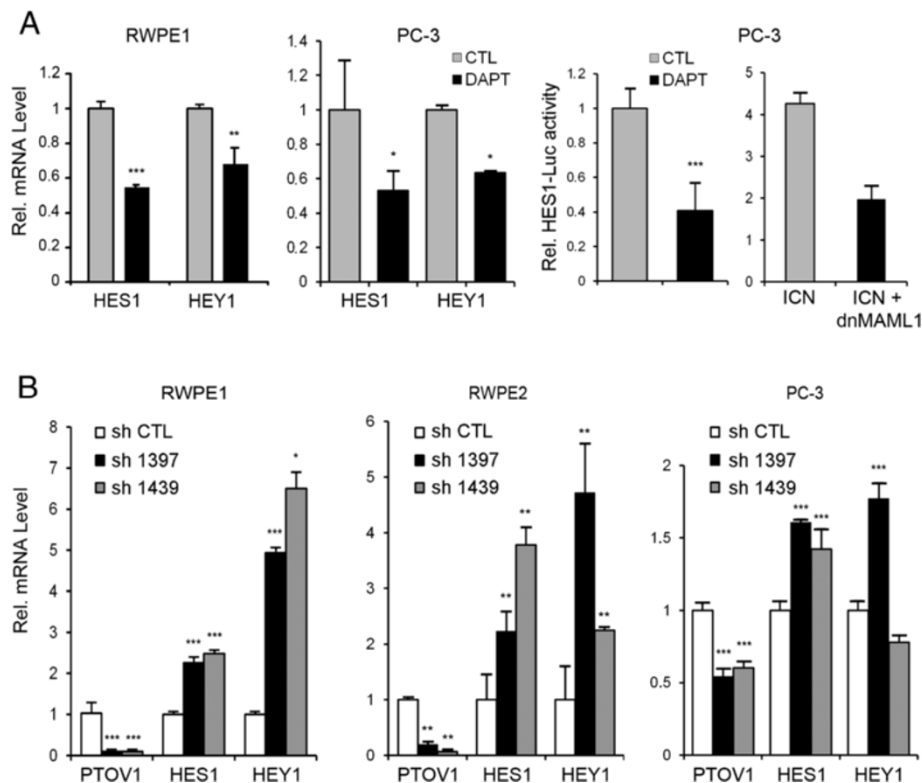 A
RWPE1
PC-3
PC-3
Rel. mRNA Level
1.4
1.2
1
0.8
0.6
0.4
0.2
0
***
**
HES1
HEY1
1.4
1.2
1
0.8
0.6
0.4
0.2
0
CTL
DAPT
*
*
HES1
HEY1
Rel. HES1-Luc activity
1.2
1
0.8
0.6
0.4
0.2
0
CTL
DAPT
***
5
4
3
2
1
0
ICN
ICN +
dnMAML1
B
RWPE1
RWPE2
PC-3
Rel. mRNA Level
8
7
6
5
4
3
2
1
0
sh CTL
sh 1397
sh 1439
*** ***
*** ***
***
*
PTOV1
HES1
HEY1
6
4
2
0
sh CTL
sh 1397
sh 1439
** **
**
**
**
**
PTOV1
HES1
HEY1
2
1.5
1
0.5
0
sh CTL
sh 1397
sh 1439
*** ***
*** ***
***
PTOV1
HES1
HEY1